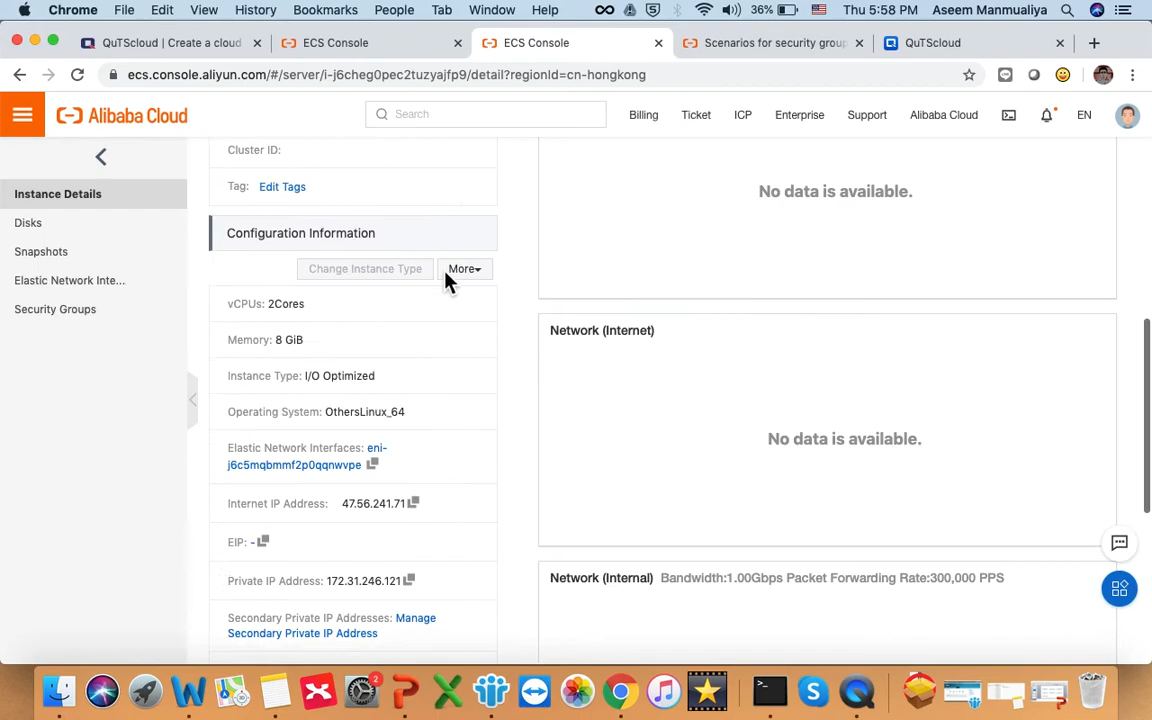 Chrome File Edit View History Bookmarks People Tab Window Help 36% Thu 5:58 PM Aseem Manmualiya
QuTScloud | Create a cloud ECS Console ECS Console Scenarios for security group QuTScloud
ecs.console.aliyun.com/#/server/i-j6cheg0pec2tuzyajfp9/detail?regionId=cn-hongkong
Alibaba Cloud Search Billing Ticket ICP Enterprise Support Alibaba Cloud EN
Instance Details
Disks
Snapshots
Elastic Network Inte...
Security Groups
Cluster ID:
Tag: Edit Tags
Configuration Information
Change Instance Type More
vCPUs: 2Cores
Memory: 8 GiB
Instance Type: I/O Optimized
Operating System: OthersLinux_64
Elastic Network Interfaces: eni-
j6c5mqbmmf2p0qqnwvpe
Internet IP Address: 47.56.241.71
EIP: -
Private IP Address: 172.31.246.121
Secondary Private IP Addresses: Manage
Secondary Private IP Address
No data is available.
Network (Internet)
No data is available.
Network (Internal) Bandwidth:1.00Gbps Packet Forwarding Rate:300,000 PPS
2